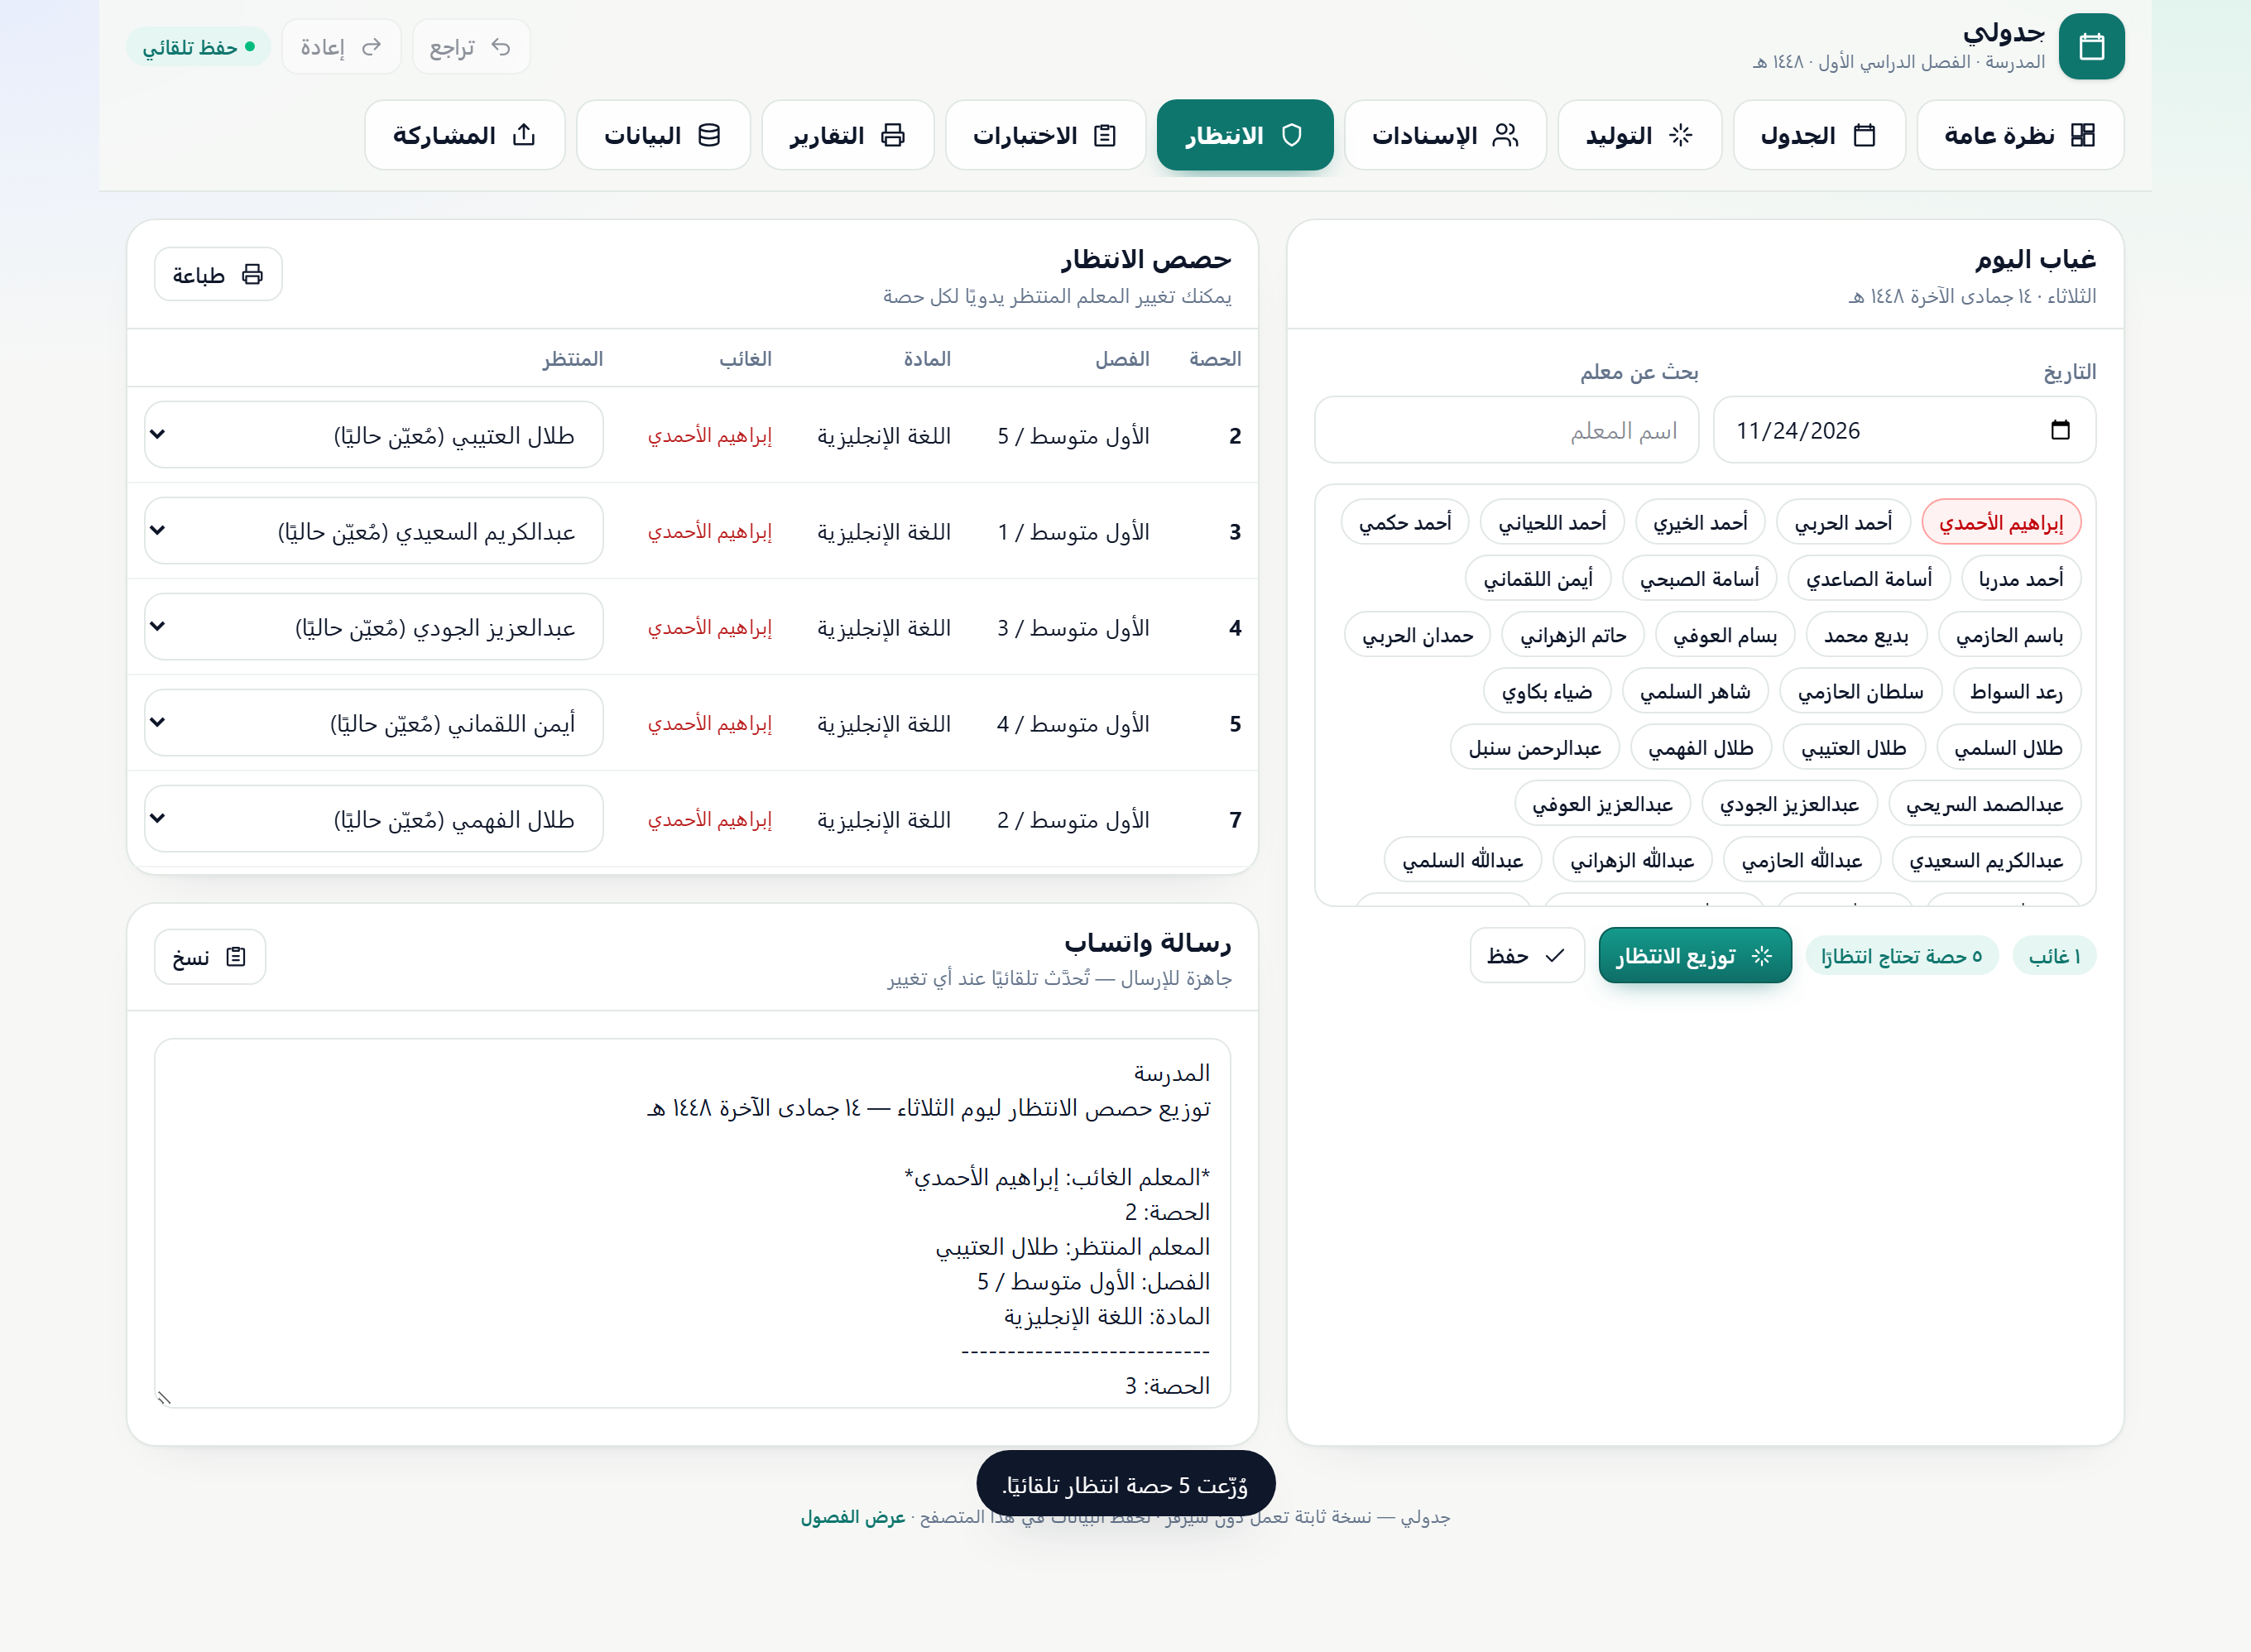 جدولي
المدرسة · الفصل الدراسي الأول · ١٤٤٨ هـ
تراجع
إعادة
حفظ تلقائي
نظرة عامة
الجدول
التوليد
الإسنادات
الانتظار
الاختبارات
التقارير
البيانات
المشاركة
غياب اليوم
الثلاثاء · ١٤ جمادى الآخرة ١٤٤٨ هـ
التاريخ
بحث عن معلم
11/24/2026
اسم المعلم
إبراهيم الأحمدي
أحمد الحربي
أحمد الخيري
أحمد اللحياني
أحمد حكمي
أحمد مدربا
أسامة الصاعدي
أسامة الصبحي
أيمن اللقماني
باسم الحازمي
بديع محمد
بسام العوفي
حاتم الزهراني
حمدان الحربي
رعد السواط
سلطان الحازمي
شاهر السلمي
ضياء بكاوي
طلال السلمي
طلال العتيبي
طلال الفهمي
عبدالرحمن سنبل
عبدالصمد السريحي
عبدالعزيز الجودي
عبدالعزيز العوفي
عبدالكريم السعيدي
عبدالله الحازمي
عبدالله الزهراني
عبدالله السلمي
١ غائب
٥ حصة تحتاج انتظارًا
توزيع الانتظار
حفظ
حصص الانتظار
يمكنك تغيير المعلم المنتظر يدويًا لكل حصة
طباعة
الحصة الفصل المادة الغائب المنتظر
2 الأول متوسط / 5 اللغة الإنجليزية إبراهيم الأحمدي طلال العتيبي (مُعيّن حاليًا)
3 الأول متوسط / 1 اللغة الإنجليزية إبراهيم الأحمدي عبدالكريم السعيدي (مُعيّن حاليًا)
4 الأول متوسط / 3 اللغة الإنجليزية إبراهيم الأحمدي عبدالعزيز الجودي (مُعيّن حاليًا)
5 الأول متوسط / 4 اللغة الإنجليزية إبراهيم الأحمدي أيمن اللقماني (مُعيّن حاليًا)
7 الأول متوسط / 2 اللغة الإنجليزية إبراهيم الأحمدي طلال الفهمي (مُعيّن حاليًا)
رسالة واتساب
جاهزة للإرسال — تُحدَّث تلقائيًا عند أي تغيير
نسخ
المدرسة
توزيع حصص الانتظار ليوم الثلاثاء — ١٤ جمادى الآخرة ١٤٤٨ هـ
*المعلم الغائب: إبراهيم الأحمدي*
الحصة: 2
المعلم المنتظر: طلال العتيبي
الفصل: الأول متوسط / 5
المادة: اللغة الإنجليزية
---------------------------
الحصة: 3
وُزّعت 5 حصة انتظار تلقائيًا.
جدولي — نسخة ثابتة تعمل دون سيرفر · تُحفظ البيانات في هذا المتصفح · عرض الفصول